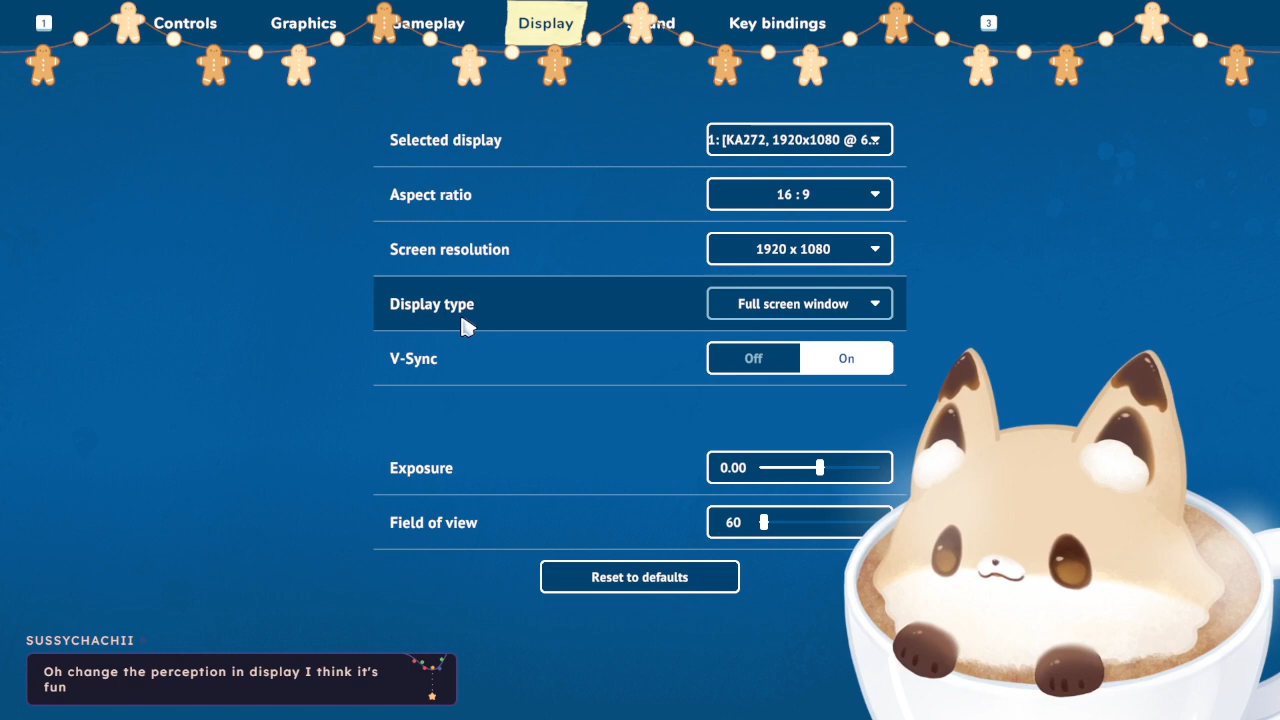 1 Controls Graphics Gameplay Display Sound Key bindings 3
Selected display 1: [KA272, 1920x1080 @ 6...
Aspect ratio 16 : 9
Screen resolution 1920 x 1080
Display type Full screen window
V-Sync Off On
Exposure 0.00
Field of view 60
Reset to defaults
SUSSYCHACHII
Oh change the perception in display I think it's
fun